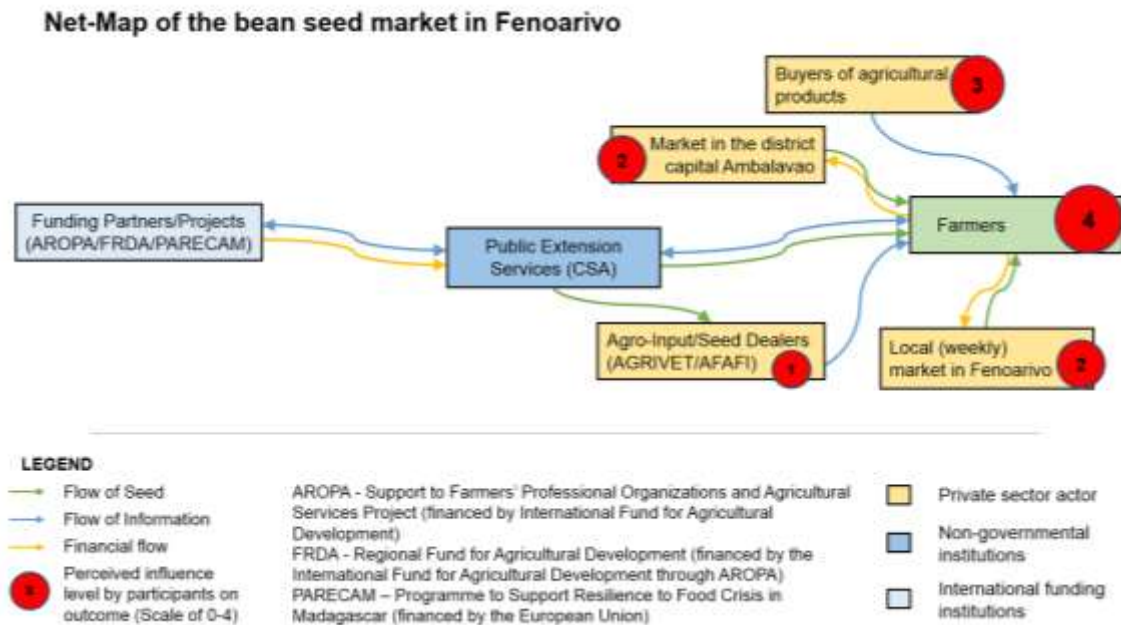 Net-Map of the bean seed market in Fenoarivo
Buyers of agricultural
products
3
Market in the district
capital Ambalavao
2
Funding Partners/Projects
(AROPA/FRDA/PARECAM)
Public Extension
Services (CSA)
Farmers
4
Agro-Input/Seed Dealers
(AGRIVET/AFAFI)
1
Local (weekly)
market in Fenoarivo
2
LEGEND
Flow of Seed
Flow of Information
Financial flow
Perceived influence
level by participants on
outcome (Scale of 0-4)
AROPA - Support to Farmers' Professional Organizations and Agricultural
Services Project (financed by International Fund for Agricultural
Development)
FRDA - Regional Fund for Agricultural Development (financed by the
International Fund for Agricultural Development through AROPA)
PARECAM – Programme to Support Resilience to Food Crisis in
Madagascar (financed by the European Union)
Private sector actor
Non-governmental
institutions
International funding
institutions